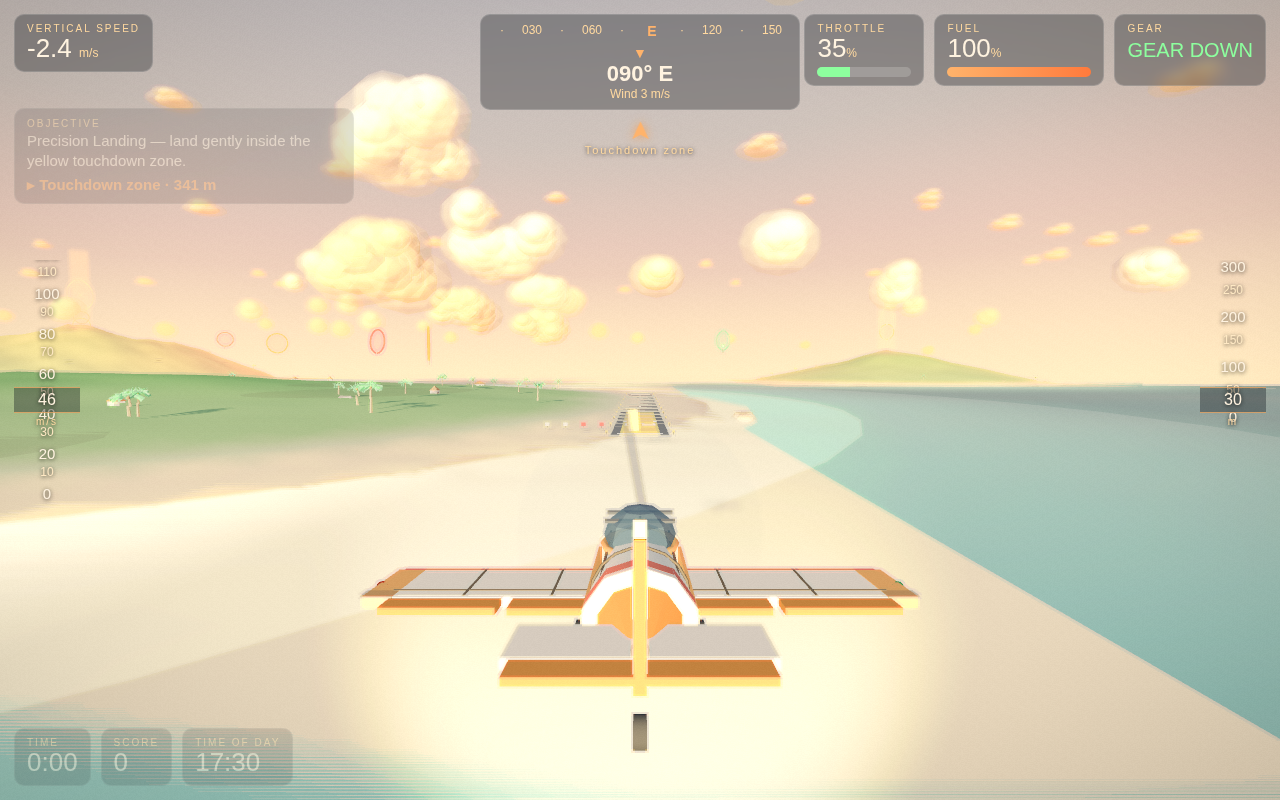 VERTICAL SPEED
-2.4 m/s
· 030 · 060 · E · 120 · 150
▼
090° E
Wind 3 m/s
THROTTLE
35%
FUEL
100%
GEAR
GEAR DOWN
OBJECTIVE
Precision Landing — land gently inside the
yellow touchdown zone.
▸ Touchdown zone · 341 m
Touchdown zone
110
100
90
80
70
60
50
46
40
m/s
30
20
10
0
300
250
200
150
100
50
30
0
m
TIME
0:00
SCORE
0
TIME OF DAY
17:30